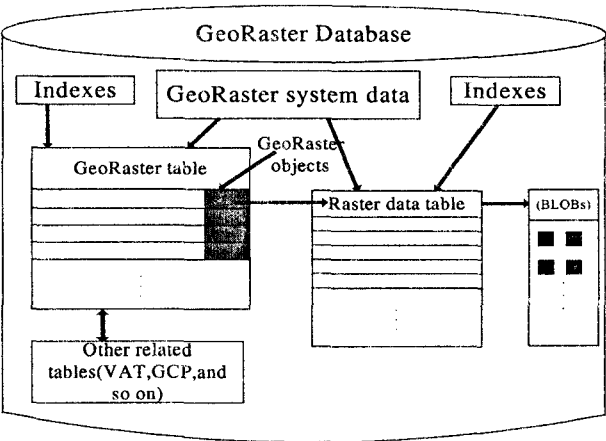 GeoRaster Database
Indexes
GeoRaster system data
Indexes
GeoRaster
objects
GeoRaster table
Raster data table
(BLOBs)
Other related
tables(VAT,GCP,and
so on)